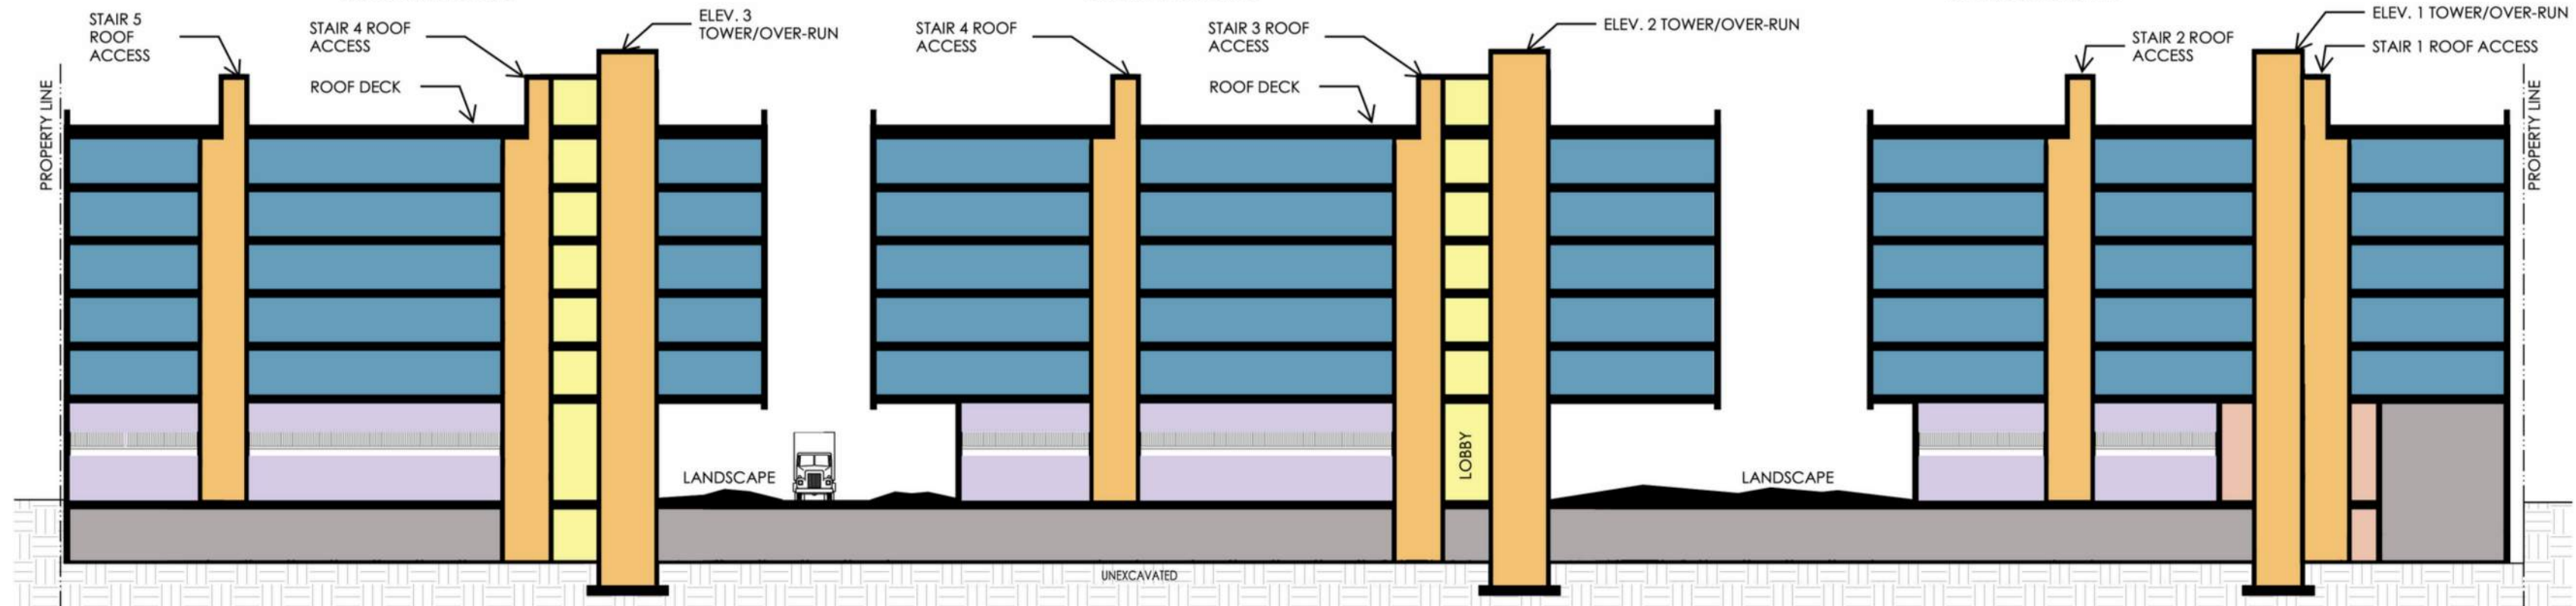 STAIR 5
ROOF
ACCESS
STAIR 4 ROOF
ACCESS
ROOF DECK
ELEV. 3
TOWER/OVER-RUN
STAIR 4 ROOF
ACCESS
STAIR 3 ROOF
ACCESS
ROOF DECK
ELEV. 2 TOWER/OVER-RUN
STAIR 2 ROOF
ACCESS
ELEV. 1 TOWER/OVER-RUN
STAIR 1 ROOF ACCESS
PROPERTY LINE
PROPERTY LINE
LANDSCAPE
LOBBY
LANDSCAPE
UNEXCAVATED